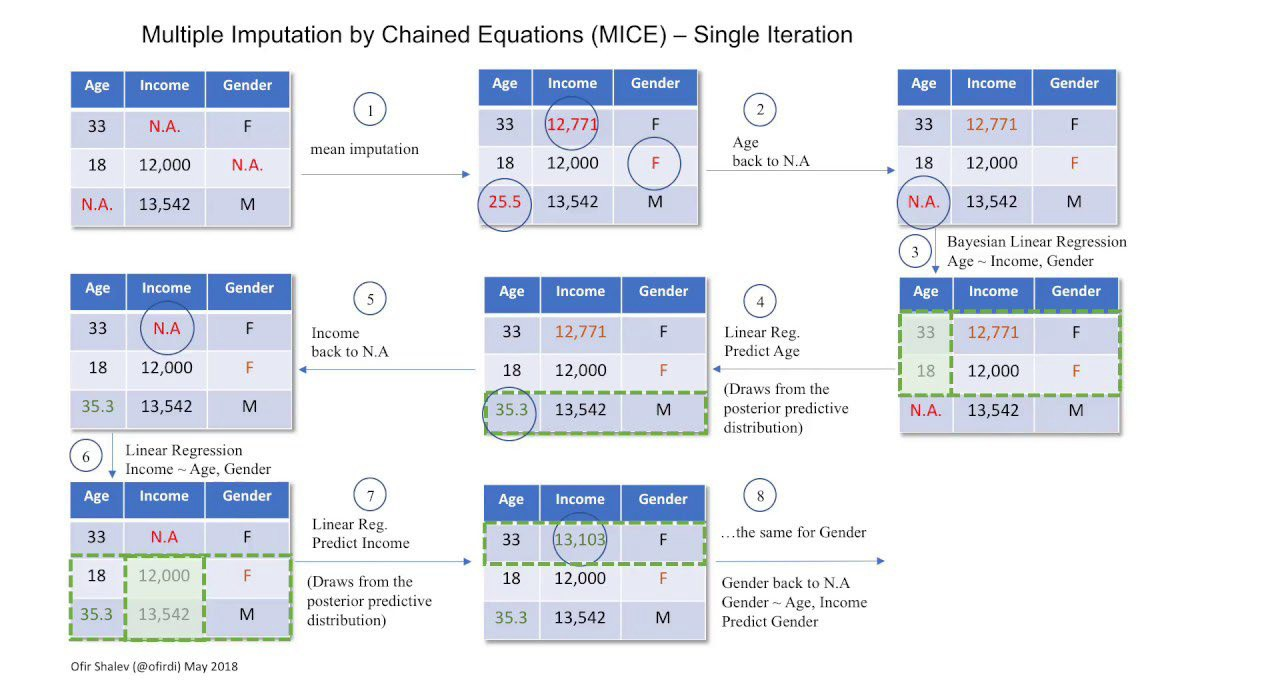 Multiple Imputation by Chained Equations (MICE) – Single Iteration
Age Income Gender
33 N.A. F
18 12,000 N.A.
N.A. 13,542 M
1
mean imputation
Age Income Gender
33 12,771 F
18 12,000 F
25.5 13,542 M
2
Age
back to N.A
Age Income Gender
33 12,771 F
18 12,000 F
N.A. 13,542 M
3
Bayesian Linear Regression
Age ~ Income, Gender
Age Income Gender
33 12,771 F
18 12,000 F
N.A. 13,542 M
4
Linear Reg.
Predict Age
(Draws from the
posterior predictive
distribution)
Age Income Gender
33 12,771 F
18 12,000 F
35.3 13,542 M
5
Income
back to N.A
Age Income Gender
33 N.A F
18 12,000 F
35.3 13,542 M
6
Linear Regression
Income ~ Age, Gender
Age Income Gender
33 N.A F
18 12,000 F
35.3 13,542 M
7
Linear Reg.
Predict Income
(Draws from the
posterior predictive
distribution)
Age Income Gender
33 13,103 F
18 12,000 F
35.3 13,542 M
8
…the same for Gender
Gender back to N.A
Gender ~ Age, Income
Predict Gender
Ofir Shalev (@ofirdi) May 2018